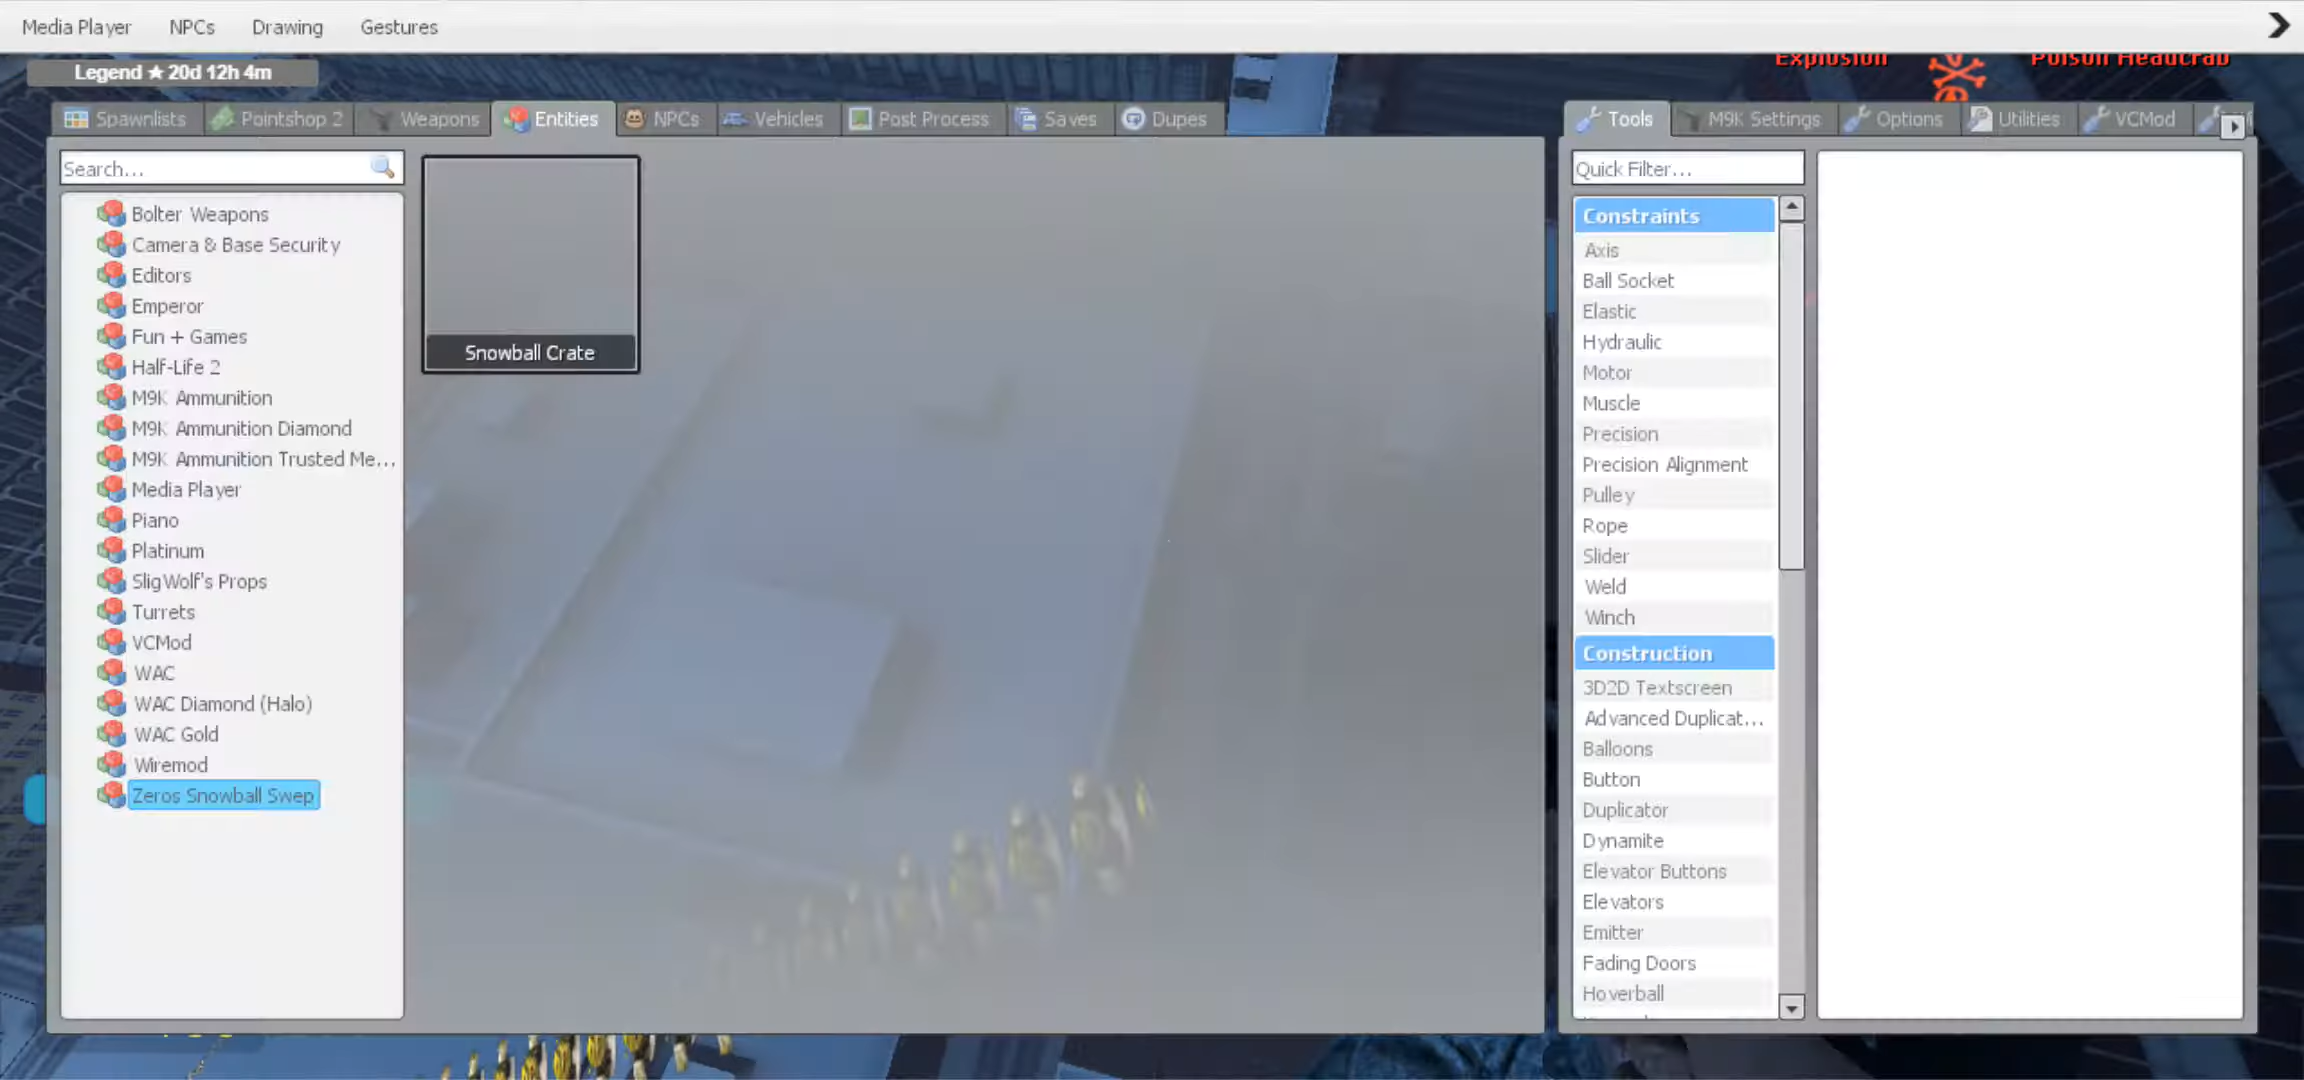 Media Player NPCs Drawing Gestures
Legend ★ 20d 12h 4m
Explosion Poison Headcrab
Spawnlists Pointshop 2 Weapons Entities NPCs Vehicles Post Process Saves Dupes
Tools M9K Settings Options Utilities VCMod
Search...
Bolter Weapons
Camera & Base Security
Editors
Emperor
Fun + Games
Half-Life 2
M9K Ammunition
M9K Ammunition Diamond
M9K Ammunition Trusted Me...
Media Player
Piano
Platinum
SligWolf's Props
Turrets
VCMod
WAC
WAC Diamond (Halo)
WAC Gold
Wiremod
Zeros Snowball Swep
Snowball Crate
Quick Filter...
Constraints
Axis
Ball Socket
Elastic
Hydraulic
Motor
Muscle
Precision
Precision Alignment
Pulley
Rope
Slider
Weld
Winch
Construction
3D2D Textscreen
Advanced Duplicat...
Balloons
Button
Duplicator
Dynamite
Elevator Buttons
Elevators
Emitter
Fading Doors
Hoverball